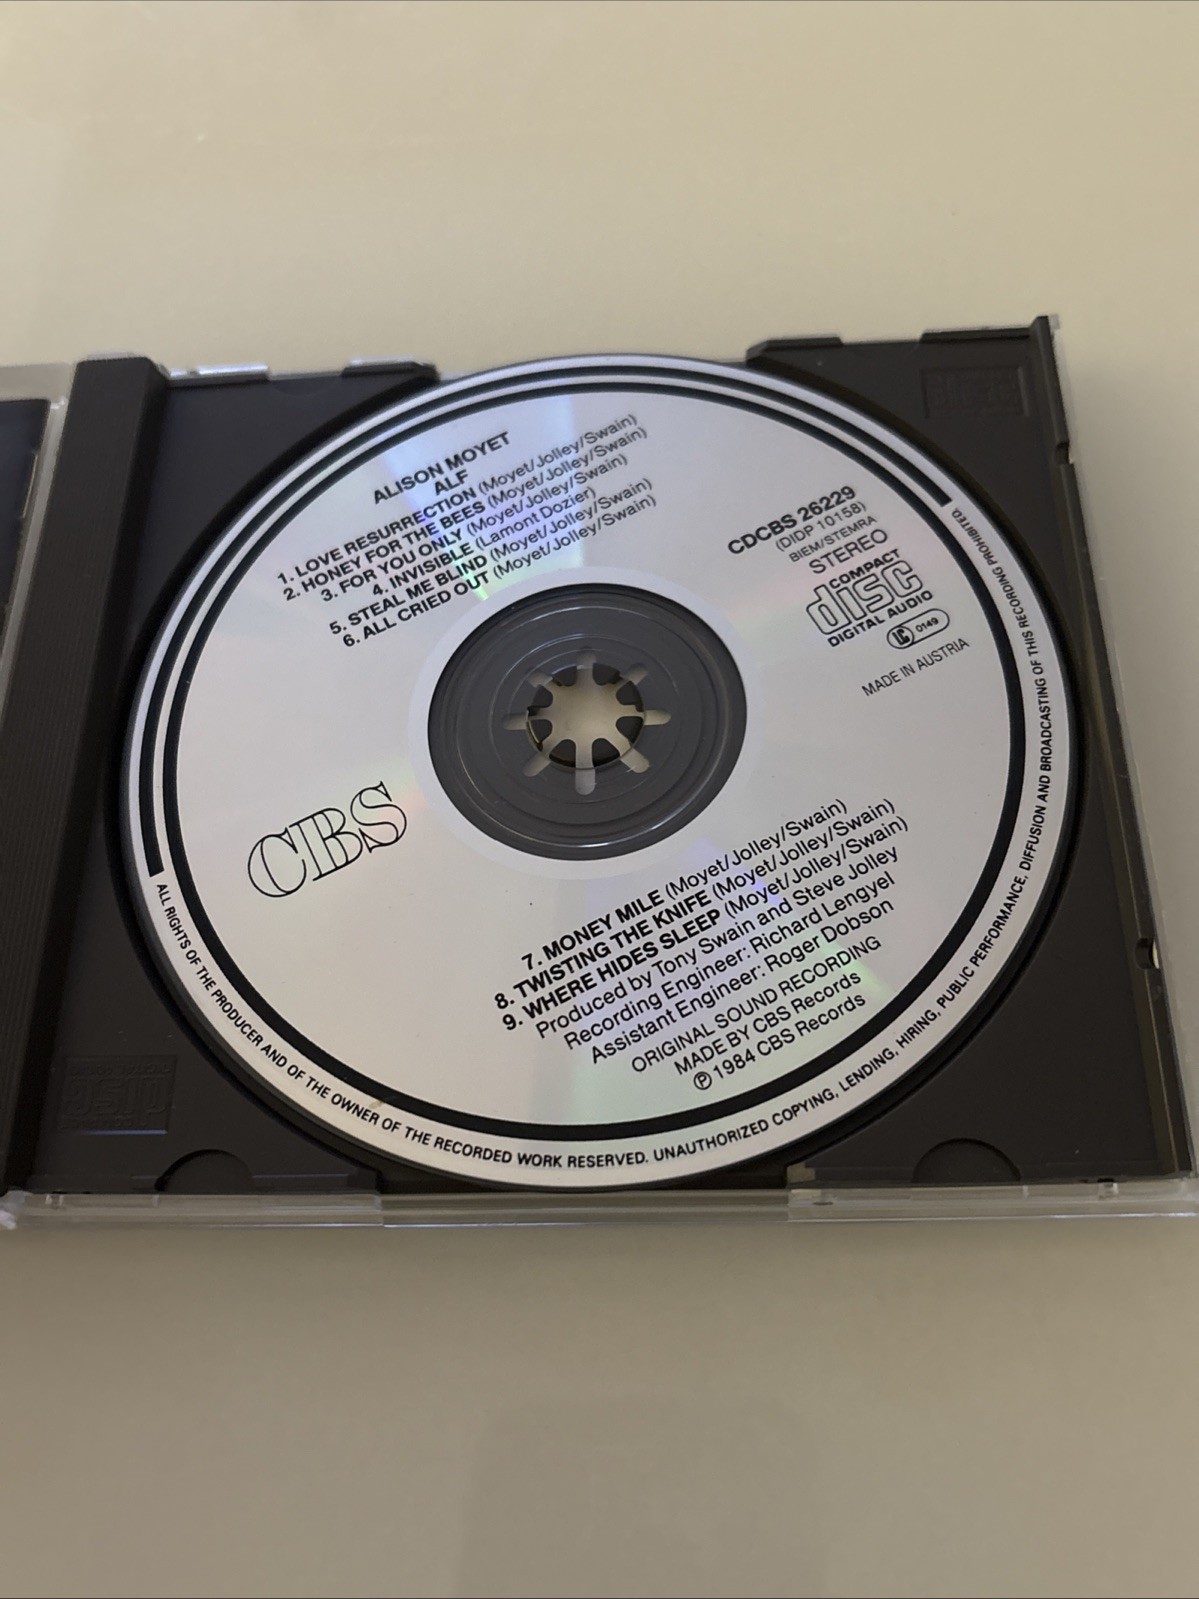 ALISON MOYET
ALF
1. LOVE RESURRECTION (Moyet/Jolley/Swain)
2. HONEY FOR THE BEES (Moyet/Jolley/Swain)
3. FOR YOU ONLY (Moyet/Jolley/Swain)
4. INVISIBLE (Lamont Dozier)
5. STEAL ME BLIND (Moyet/Jolley/Swain)
6. ALL CRIED OUT (Moyet/Jolley/Swain)
CDCBS 26229
(DIDP 10158)
BIEM/STEMRA
STEREO
COMPACT
disc
DIGITAL AUDIO
LC 0149
MADE IN AUSTRIA
CBS
7. MONEY MILE (Moyet/Jolley/Swain)
8. TWISTING THE KNIFE (Moyet/Jolley/Swain)
9. WHERE HIDES SLEEP (Moyet/Jolley/Swain)
Produced by Tony Swain and Steve Jolley
Recording Engineer: Richard Lengyel
Assistant Engineer: Roger Dobson
ORIGINAL SOUND RECORDING
MADE BY CBS Records
℗ 1984 CBS Records
ALL RIGHTS OF THE PRODUCER AND OF THE OWNER OF THE RECORDED WORK RESERVED. UNAUTHORIZED COPYING, LENDING, HIRING, PUBLIC PERFORMANCE, DIFFUSION AND BROADCASTING OF THIS RECORDING PROHIBITED.
disc